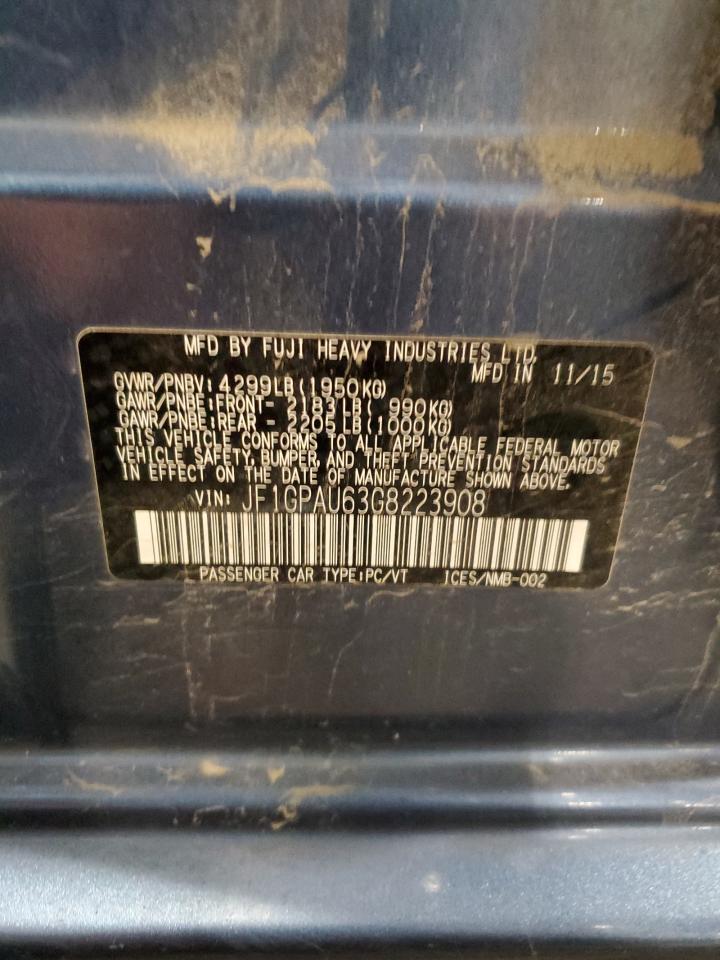 MFD BY FUJI HEAVY INDUSTRIES LTD.
MFD IN 11/15
GVWR/PNBV: 4299LB(1950KG)
GAWR/PNBE:FRONT- 2183LB( 990KG)
GAWR/PNBE:REAR - 2205LB(1000KG)
THIS VEHICLE CONFORMS TO ALL APPLICABLE FEDERAL MOTOR
VEHICLE SAFETY, BUMPER, AND THEFT PREVENTION STANDARDS
IN EFFECT ON THE DATE OF MANUFACTURE SHOWN ABOVE.
VIN: JF1GPAU63G8223908
PASSENGER CAR TYPE:PC/VT ICES/NMB-002